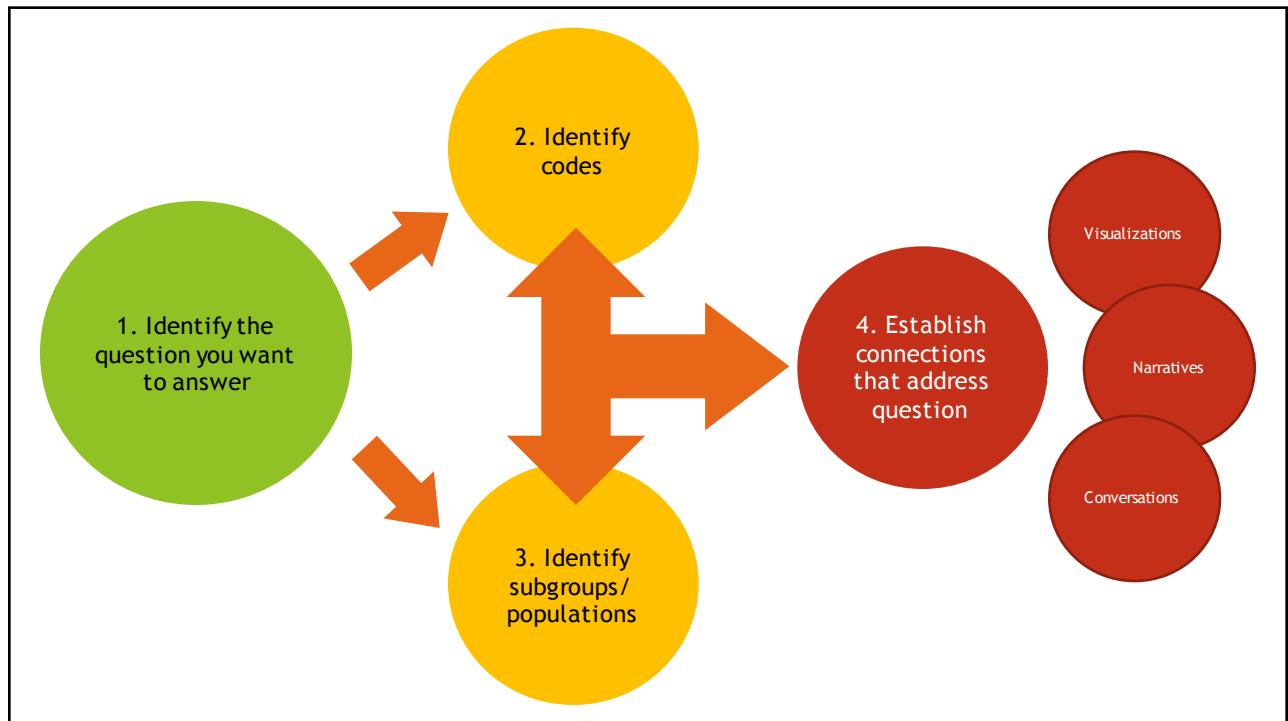 1. Identify the
question you want
to answer
2. Identify
codes
3. Identify
subgroups/
populations
4. Establish
connections
that address
question
Visualizations
Narratives
Conversations